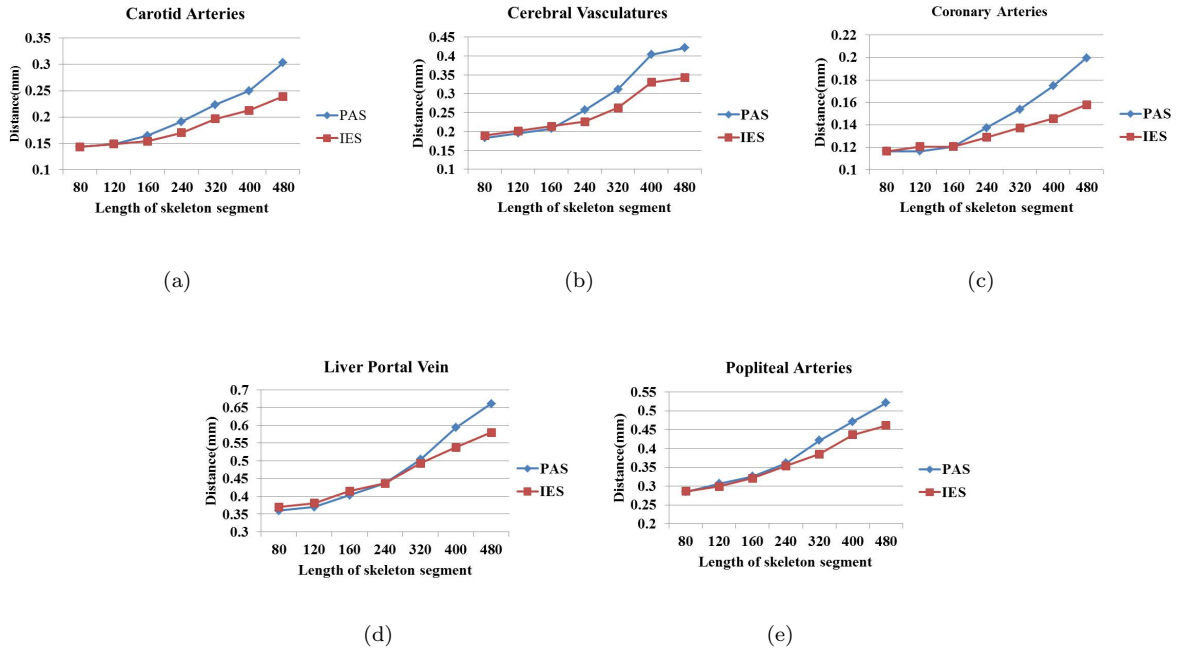 Carotid Arteries
0.35
0.3
0.25
0.2
0.15
0.1
Distance(mm)
80 120 160 240 320 400 480
Length of skeleton segment
PAS
IES
(a)
Cerebral Vasculatures
0.45
0.4
0.35
0.3
0.25
0.2
0.15
0.1
Distance(mm)
80 120 160 240 320 400 480
Length of skeleton segment
PAS
IES
(b)
Coronary Arteries
0.22
0.2
0.18
0.16
0.14
0.12
0.1
Distance(mm)
80 120 160 240 320 400 480
Length of skeleton segment
PAS
IES
(c)
Liver Portal Vein
0.7
0.65
0.6
0.55
0.5
0.45
0.4
0.35
0.3
Distance(mm)
80 120 160 240 320 400 480
Length of skeleton segment
PAS
IES
(d)
Popliteal Arteries
0.55
0.5
0.45
0.4
0.35
0.3
0.25
0.2
Distance(mm)
80 120 160 240 320 400 480
Length of skeleton segment
PAS
IES
(e)